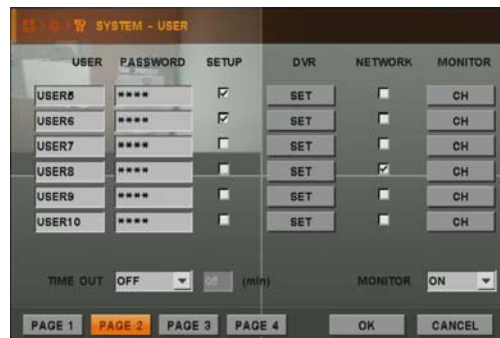 SYSTEM - USER
USER PASSWORD SETUP DVR NETWORK MONITOR
USER5 **** SET CH
USER6 **** SET CH
USER7 **** SET CH
USER8 **** SET CH
USER9 **** SET CH
USER10 **** SET CH
TIME OUT OFF 05 (min) MONITOR ON
PAGE 1 PAGE 2 PAGE 3 PAGE 4 OK CANCEL